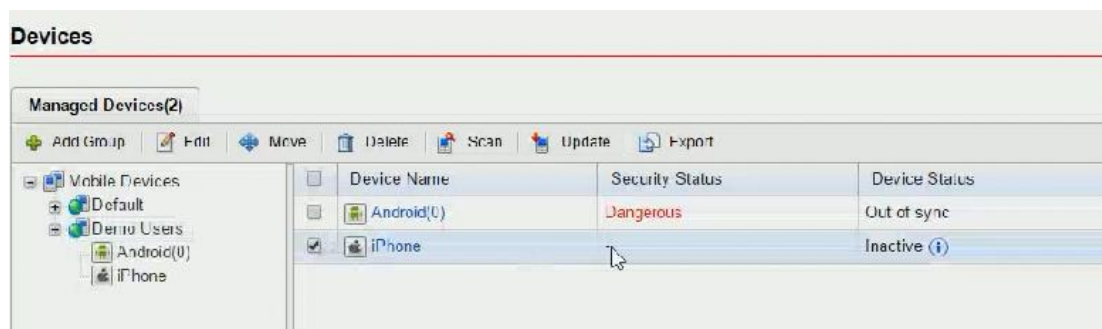 Devices
Managed Devices(2)
Add Group Edit Move Delete Scan Update Export
Mobile Devices
Default
Demo Users
Android(0)
iPhone
Device Name Security Status Device Status
Android(0) Dangerous Out of sync
iPhone - Inactive